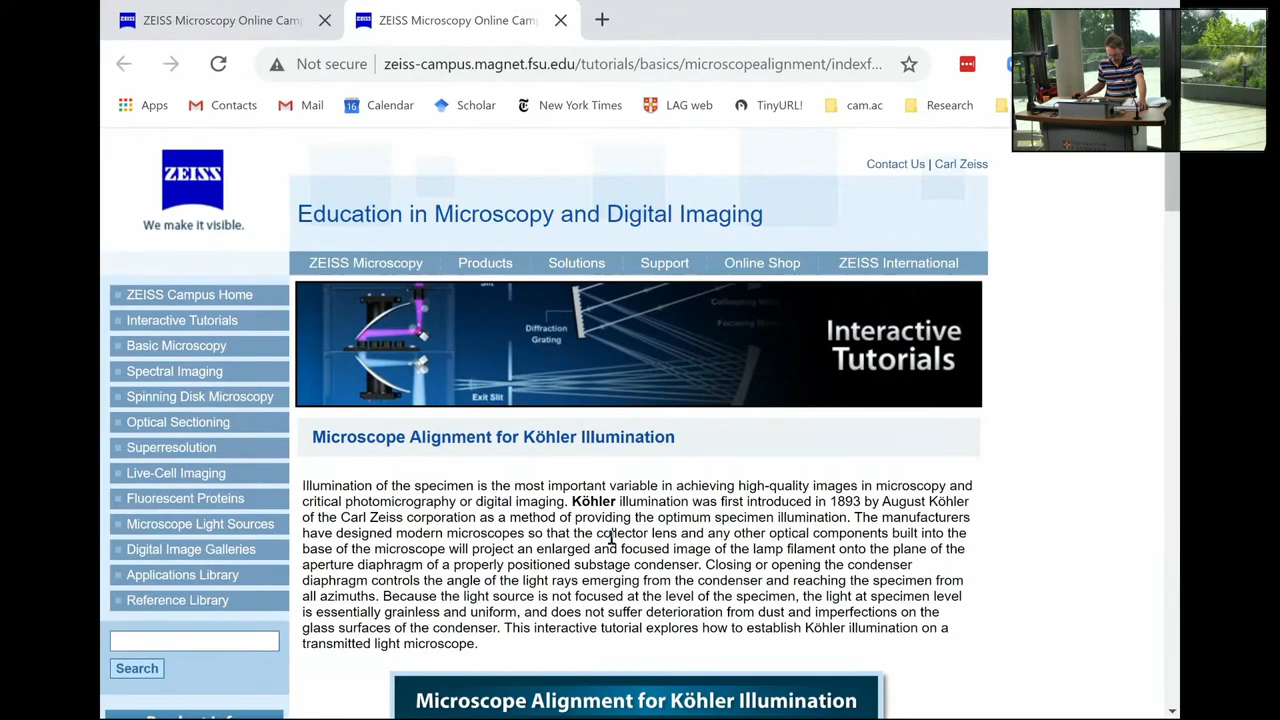 ZEISS Microscopy Online Cam
ZEISS Microscopy Online Cam
Not secure
zeiss-campus.magnet.fsu.edu/tutorials/basics/microscopealignment/indexf...
Apps
Contacts
Mail
16
Calendar
Scholar
New York Times
LAG web
TinyURL!
cam.ac
Research
ZEISS
We make it visible.
Contact Us | Carl Zeiss
Education in Microscopy and Digital Imaging
ZEISS Microscopy Products Solutions Support Online Shop ZEISS International
Diffraction
Grating
Exit Slit
Interactive
Tutorials
ZEISS Campus Home
Interactive Tutorials
Basic Microscopy
Spectral Imaging
Spinning Disk Microscopy
Optical Sectioning
Superresolution
Live-Cell Imaging
Fluorescent Proteins
Microscope Light Sources
Digital Image Galleries
Applications Library
Reference Library
Search
Microscope Alignment for Köhler Illumination
Illumination of the specimen is the most important variable in achieving high-quality images in microscopy and
critical photomicrography or digital imaging. Köhler illumination was first introduced in 1893 by August Köhler
of the Carl Zeiss corporation as a method of providing the optimum specimen illumination. The manufacturers
have designed modern microscopes so that the collector lens and any other optical components built into the
base of the microscope will project an enlarged and focused image of the lamp filament onto the plane of the
aperture diaphragm of a properly positioned substage condenser. Closing or opening the condenser
diaphragm controls the angle of the light rays emerging from the condenser and reaching the specimen from
all azimuths. Because the light source is not focused at the level of the specimen, the light at specimen level
is essentially grainless and uniform, and does not suffer deterioration from dust and imperfections on the
glass surfaces of the condenser. This interactive tutorial explores how to establish Köhler illumination on a
transmitted light microscope.
Microscope Alignment for Köhler Illumination